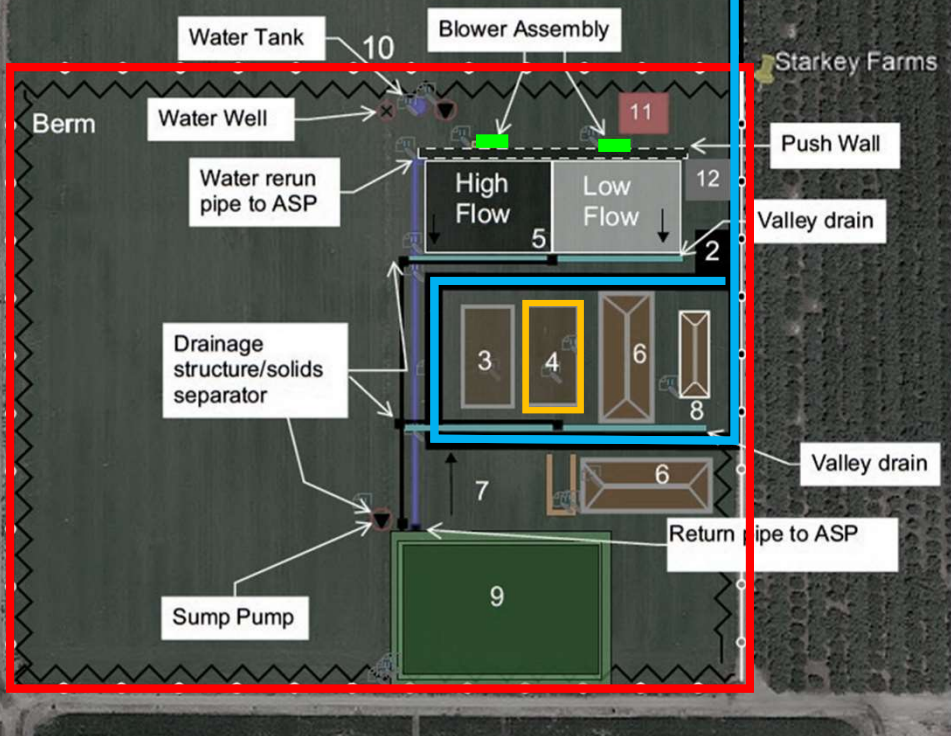 Water Tank
10
Blower Assembly
Starkey Farms
Berm
Water Well
11
Push Wall
Water rerun
pipe to ASP
High
Flow
Low
Flow
12
5
Valley drain
2
Drainage
structure/solids
separator
3
4
6
8
Valley drain
7
6
Return pipe to ASP
9
Sump Pump